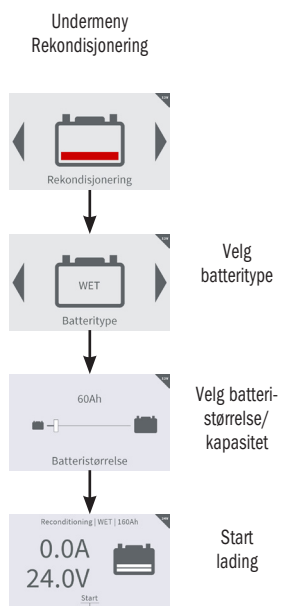 Undermeny
Rekondisjonering
Rekondisjonering
WET
Batteritype
Velg
batteritype
60Ah
Batteristørrelse
Velg batteri-
størrelse/
kapasitet
Reconditioning | WET | 160Ah
0.0A
24.0V
Start
Start
lading